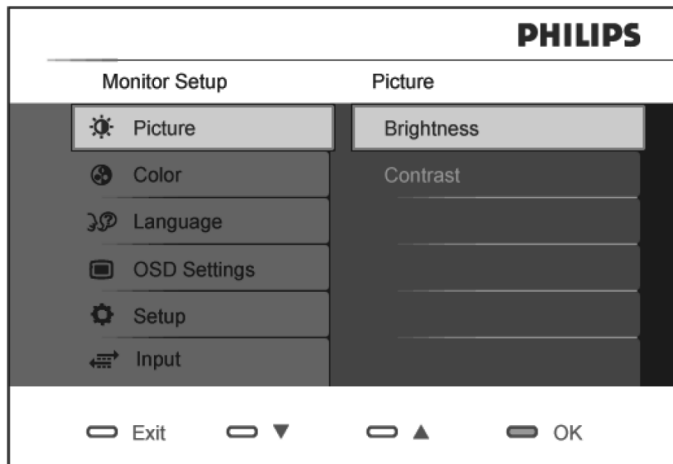 PHILIPS
Monitor Setup Picture
Picture Brightness
Color Contrast
Language
OSD Settings
Setup
Input
Exit ▼ ▲ OK